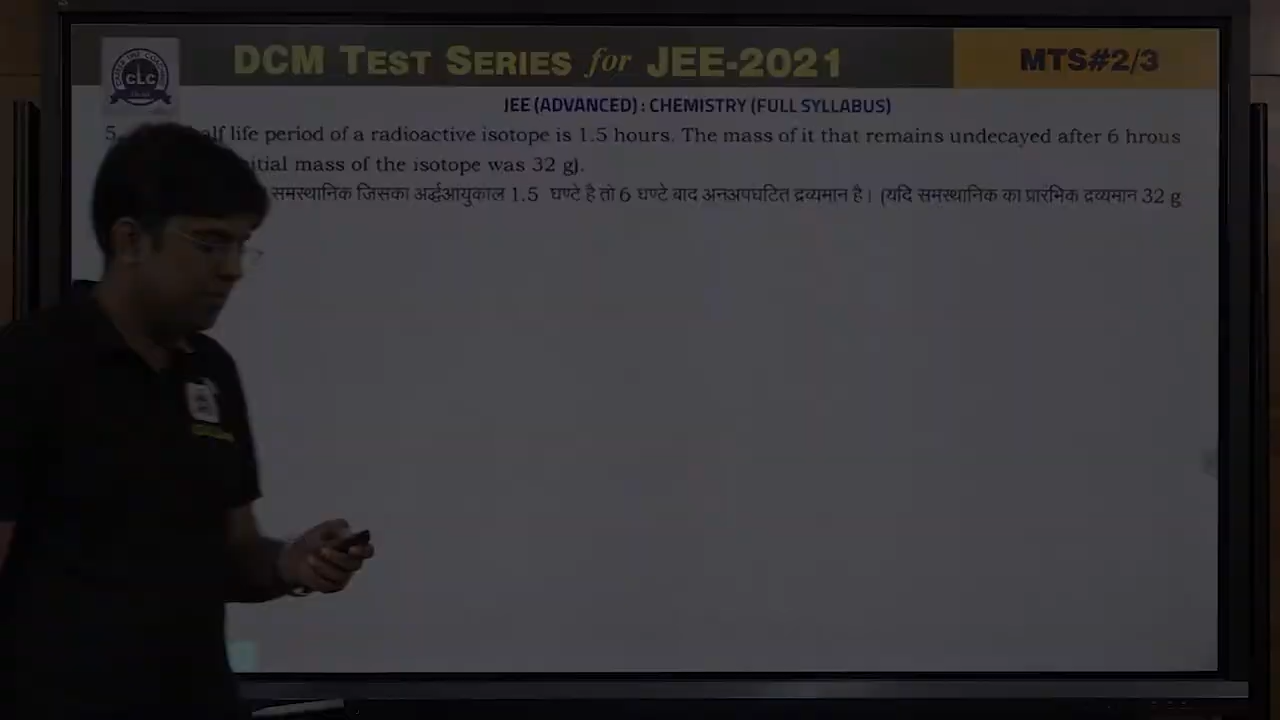 DCM TEST SERIES for JEE-2021
MTS#2/3
cLc
JEE (ADVANCED) : CHEMISTRY (FULL SYLLABUS)
5. alf life period of a radioactive isotope is 1.5 hours. The mass of it that remains undecayed after 6 hrous
itial mass of the isotope was 32 g).
समस्थानिक जिसका अर्द्धआयुकाल 1.5 घण्टे है तो 6 घण्टे बाद अनअपघटित द्रव्यमान है। (यदि समस्थानिक का प्रारंभिक द्रव्यमान 32 g